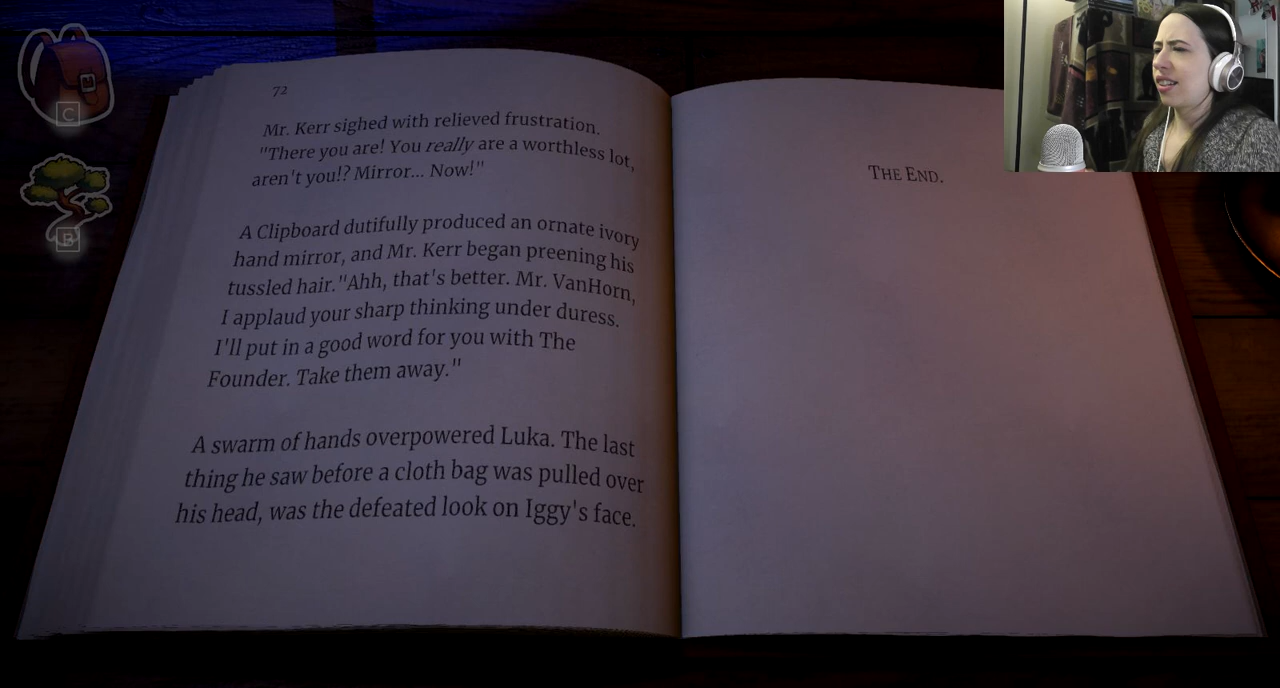 C
B
72
Mr. Kerr sighed with relieved frustration.
"There you are! You really are a worthless lot,
aren't you!? Mirror... Now!"
A Clipboard dutifully produced an ornate ivory
hand mirror, and Mr. Kerr began preening his
tussled hair."Ahh, that's better. Mr. VanHorn,
I applaud your sharp thinking under duress.
I'll put in a good word for you with The
Founder. Take them away."
A swarm of hands overpowered Luka. The last
thing he saw before a cloth bag was pulled over
his head, was the defeated look on Iggy's face.
THE END.